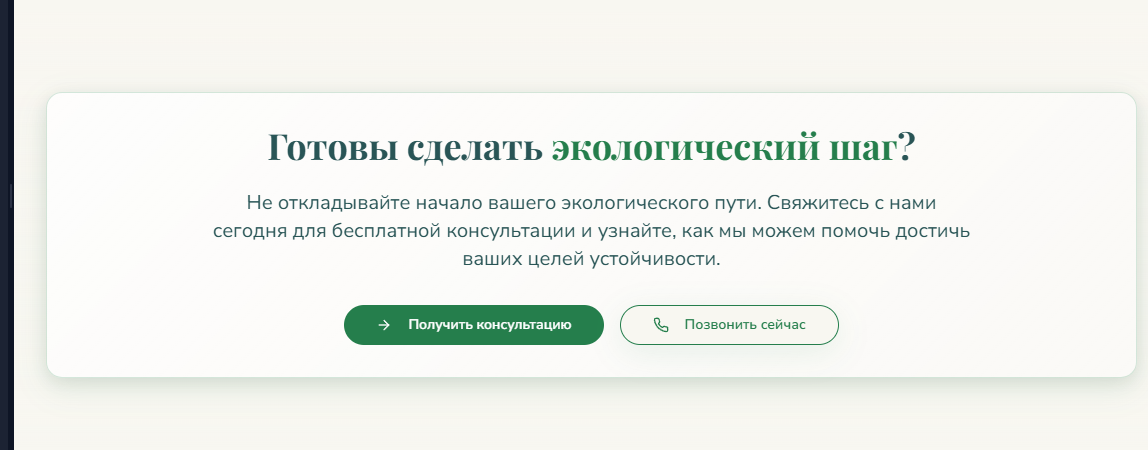 Готовы сделать экологический шаг?
Не откладывайте начало вашего экологического пути. Свяжитесь с нами
сегодня для бесплатной консультации и узнайте, как мы можем помочь достичь
ваших целей устойчивости.
Получить консультацию
Позвонить сейчас